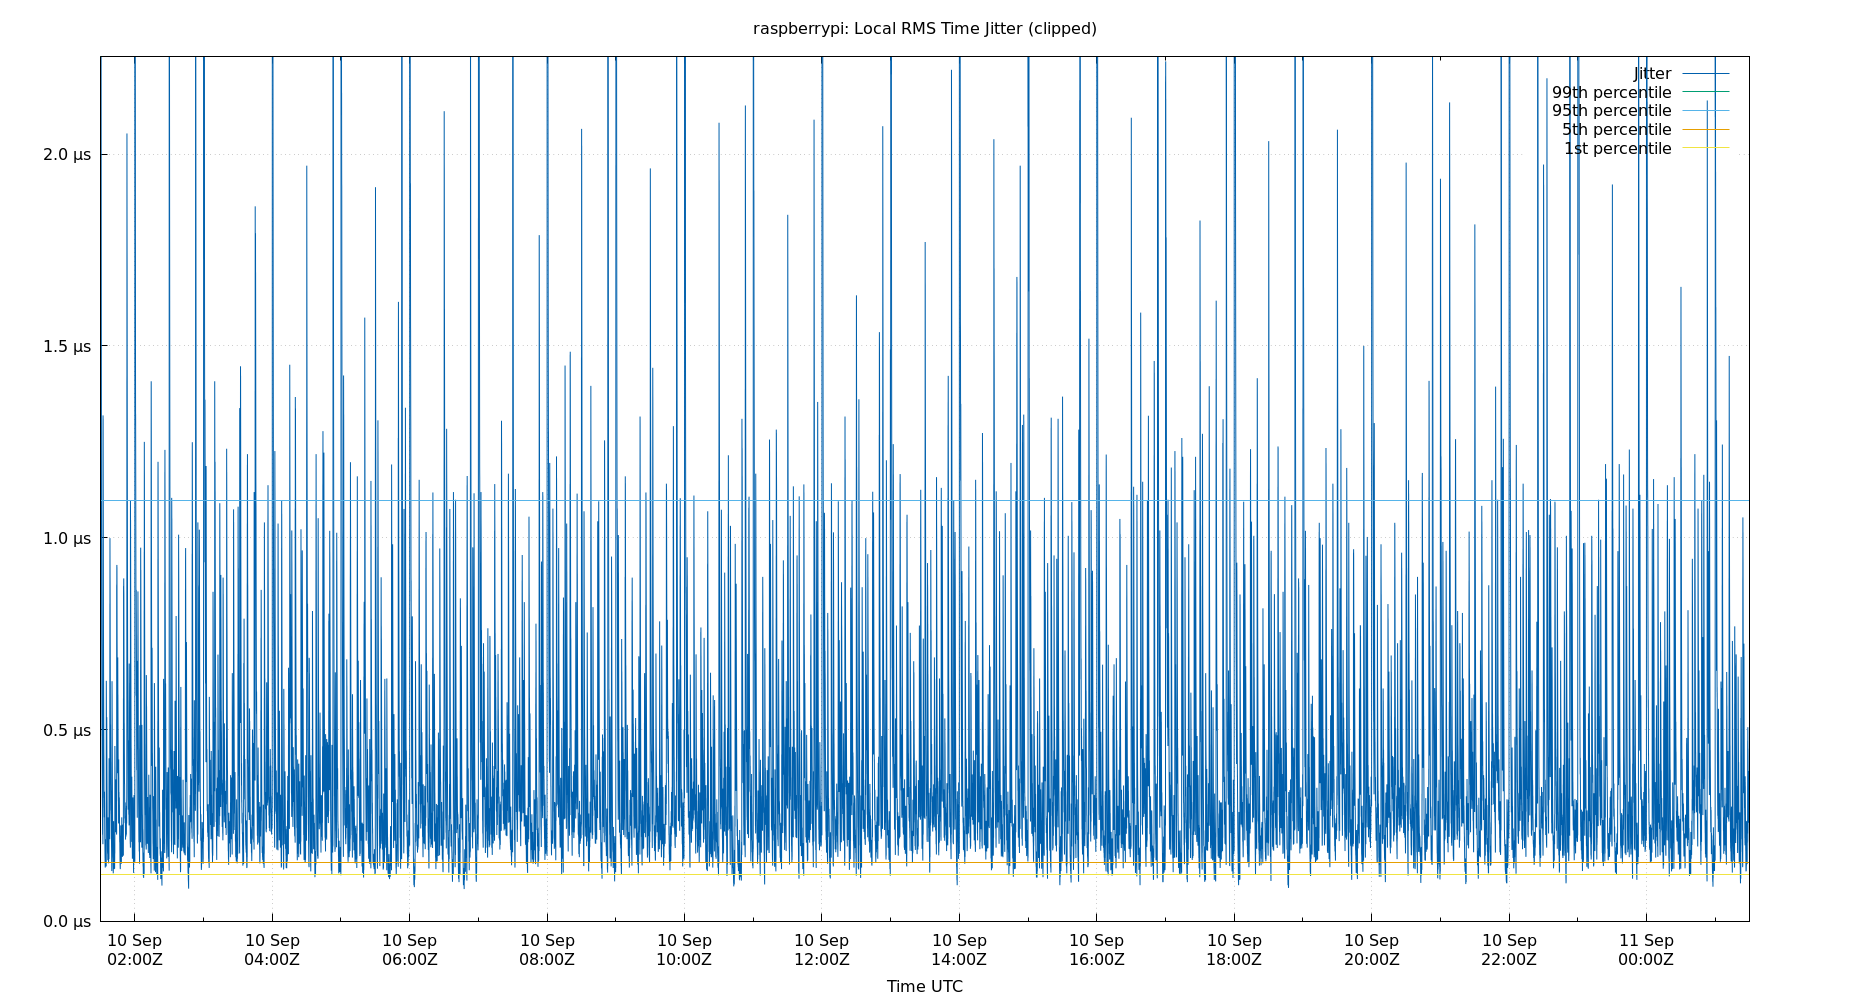 raspberrypi: Local RMS Time Jitter (clipped)
Jitter
99th percentile
95th percentile
5th percentile
1st percentile
2.0 µs
1.5 µs
1.0 µs
0.5 µs
0.0 µs
10 Sep 10 Sep 10 Sep 10 Sep 10 Sep 10 Sep 10 Sep 10 Sep 10 Sep 10 Sep 10 Sep 11 Sep
02:00Z 04:00Z 06:00Z 08:00Z 10:00Z 12:00Z 14:00Z 16:00Z 18:00Z 20:00Z 22:00Z 00:00Z
Time UTC